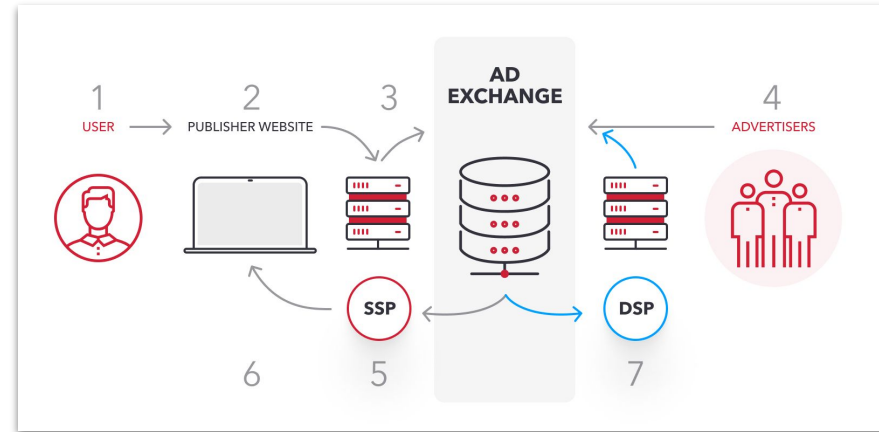 AD
EXCHANGE
1
2
3
4
USER
PUBLISHER WEBSITE
ADVERTISERS
SSP
DSP
6
5
7